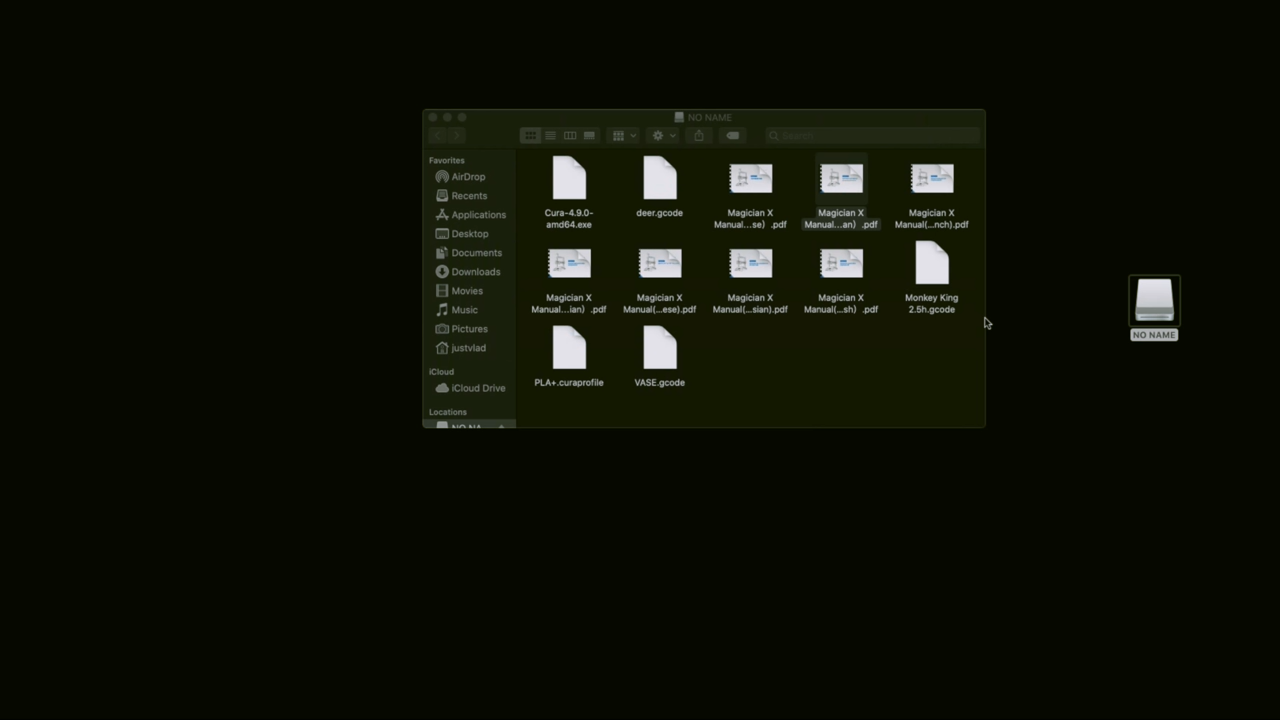 NO NAME
Search
Favorites
AirDrop
Recents
Applications
Desktop
Documents
Downloads
Movies
Music
Pictures
justvlad
iCloud
iCloud Drive
Locations
NO NA
Cura-4.9.0-
amd64.exe
deer.gcode
Magician X
Manual...se) .pdf
Magician X
Manual...an) .pdf
Magician X
Manual(...nch).pdf
Magician X
Manual...ian) .pdf
Magician X
Manual(...ese).pdf
Magician X
Manual(...sian).pdf
Magician X
Manual(...sh) .pdf
Monkey King
2.5h.gcode
PLA+.curaprofile
VASE.gcode
NO NAME